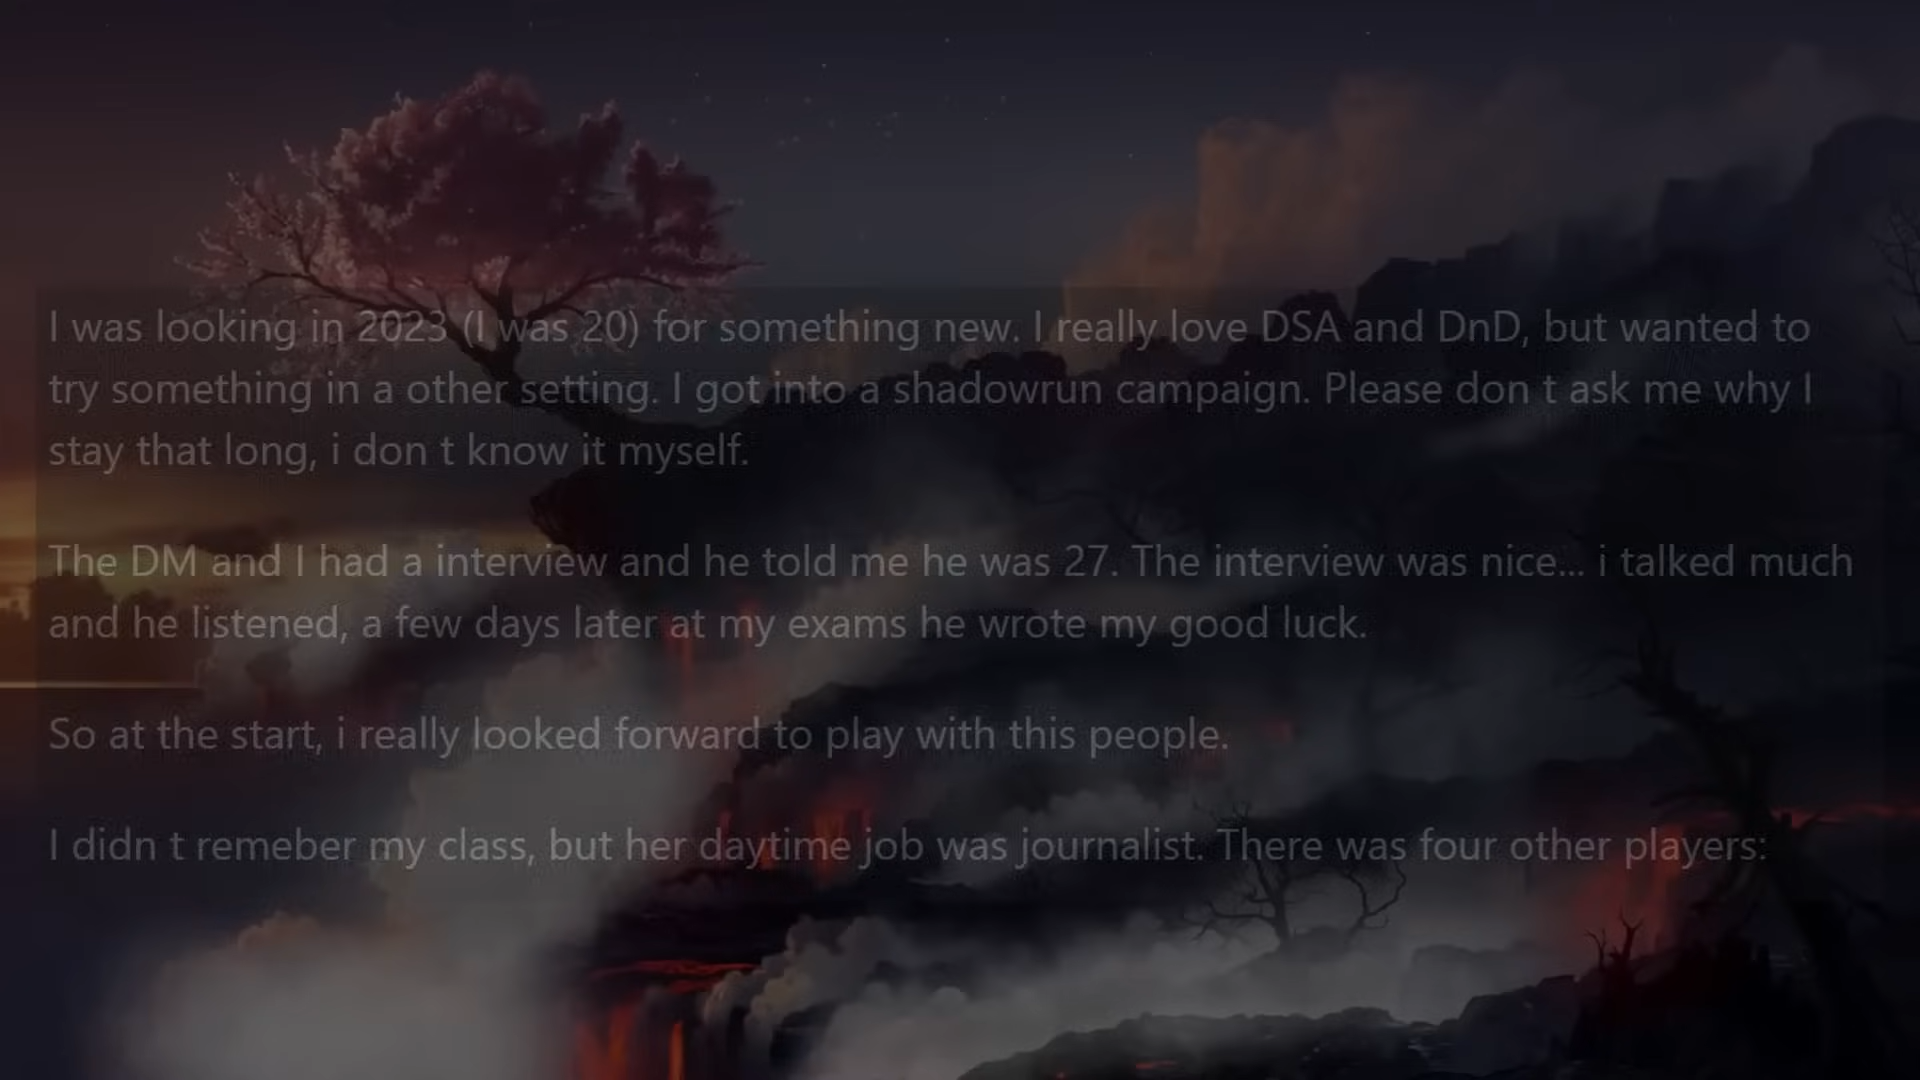 I was looking in 2023 (I was 20) for something new. I really love DSA and DnD, but wanted to
try something in a other setting. I got into a shadowrun campaign. Please don t ask me why I
stay that long, i don t know it myself.
The DM and I had a interview and he told me he was 27. The interview was nice... i talked much
and he listened, a few days later at my exams he wrote my good luck.
So at the start, i really looked forward to play with this people.
I didn t remeber my class, but her daytime job was journalist. There was four other players: